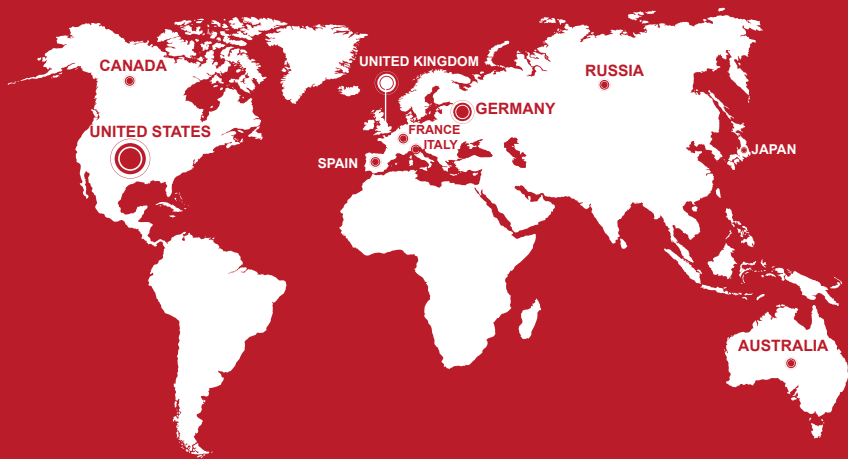 UNITED KINGDOM
CANADA
RUSSIA
GERMANY
UNITED STATES
FRANCE
ITALY
SPAIN
JAPAN
AUSTRALIA